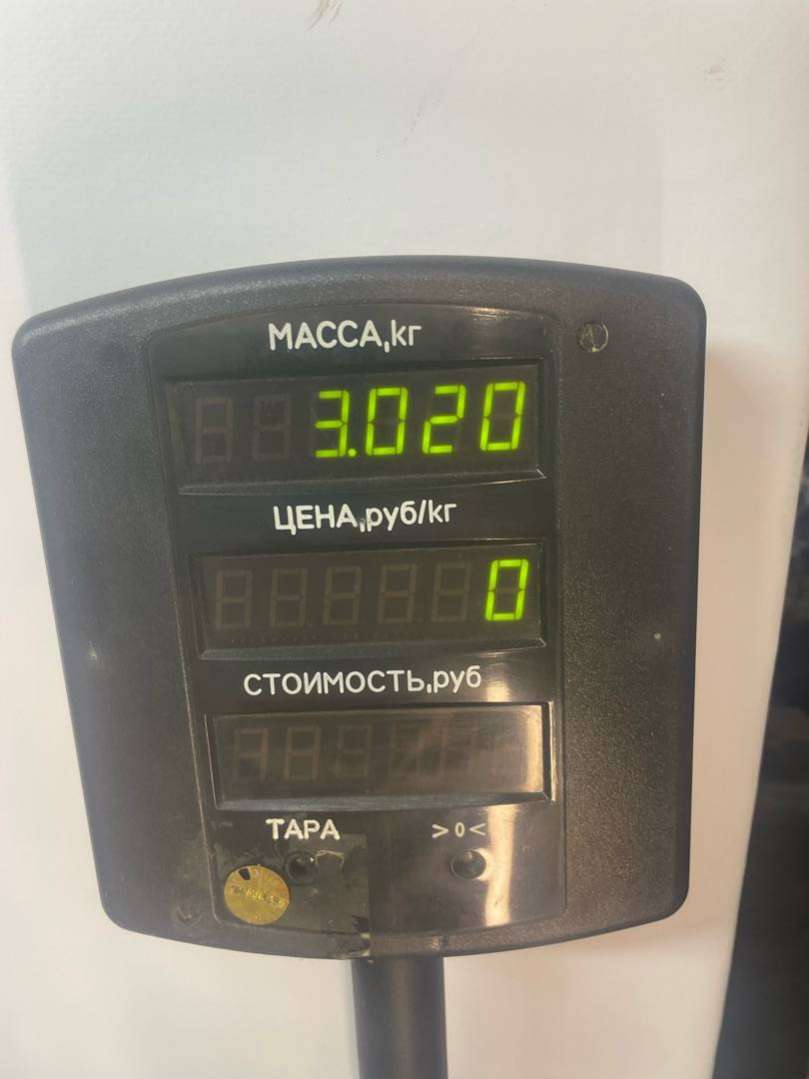 МАССА,кг
3.020
ЦЕНА,руб/кг
0
СТОИМОСТЬ,руб
ТАРА >0<